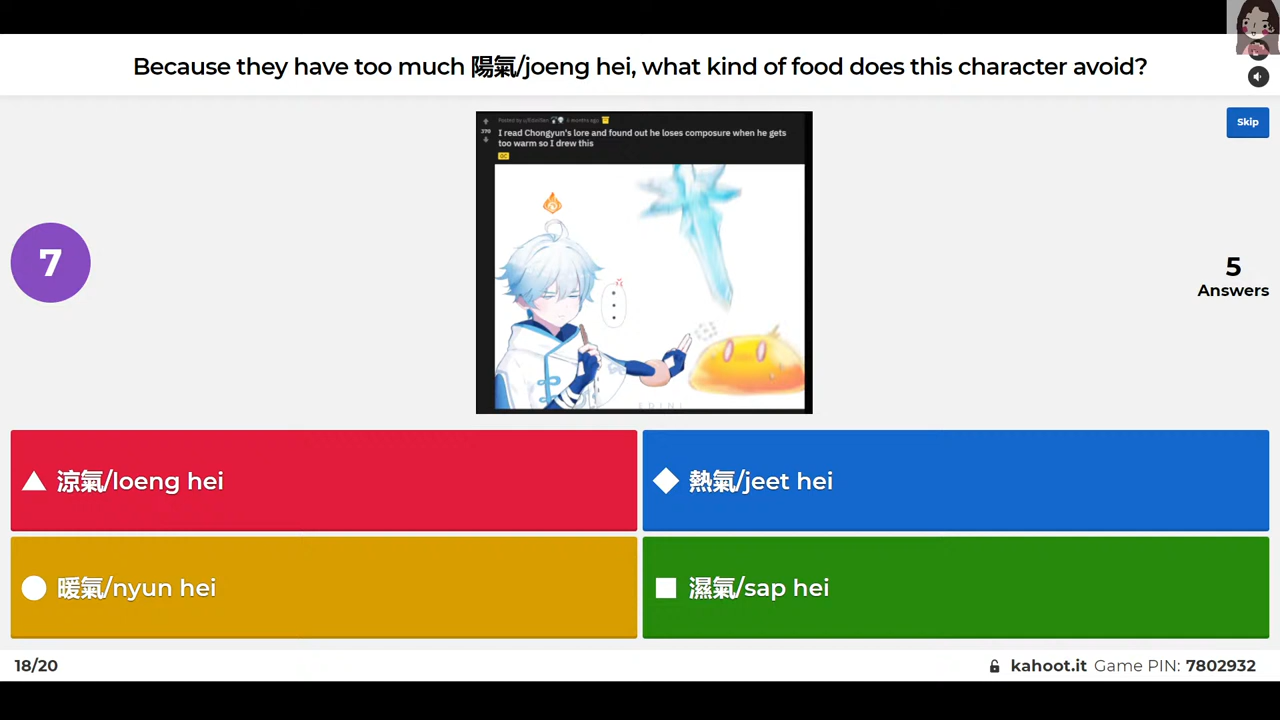 Because they have too much 陽氣/joeng hei, what kind of food does this character avoid?
Skip
370
I read Chongyun's lore and found out he loses composure when he gets
too warm so I drew this
OC
7
5
Answers
涼氣/loeng hei
熱氣/jeet hei
暖氣/nyun hei
濕氣/sap hei
18/20
kahoot.it Game PIN: 7802932